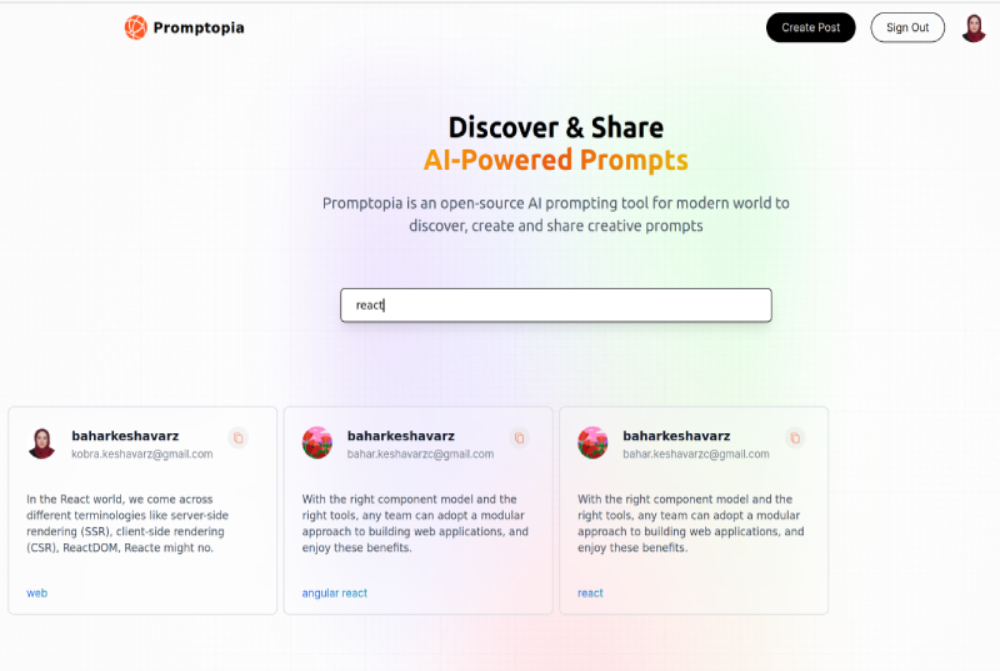 Promptopia
Create Post
Sign Out
Discover & Share
AI-Powered Prompts
Promptopia is an open-source AI prompting tool for modern world to
discover, create and share creative prompts
react
baharkeshavarz
kobra.keshavarz@gmail.com
In the React world, we come across
different terminologies like server-side
rendering (SSR), client-side rendering
(CSR), ReactDOM, Reacte might no.
web
baharkeshavarz
bahar.keshavarzc@gmail.com
With the right component model and the
right tools, any team can adopt a modular
approach to building web applications, and
enjoy these benefits.
angular react
baharkeshavarz
bahar.keshavarzc@gmail.com
With the right component model and the
right tools, any team can adopt a modular
approach to building web applications, and
enjoy these benefits.
react